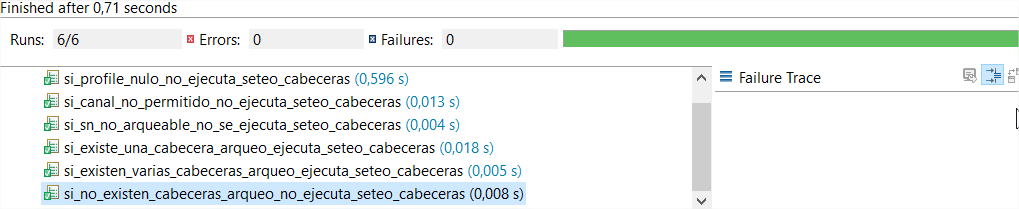 Finished after 0,71 seconds
Runs: 6/6 Errors: 0 Failures: 0
si_profile_nulo_no_ejecuta_seteo_cabeceras (0,596 s)
Failure Trace
si_canal_no_permitido_no_ejecuta_seteo_cabeceras (0,013 s)
si_sn_no_arqueable_no_se_ejecuta_seteo_cabeceras (0,004 s)
si_existe_una_cabecera_arqueo_ejecuta_seteo_cabeceras (0,018 s)
si_existen_varias_cabeceras_arqueo_ejecuta_seteo_cabeceras (0,005 s)
si_no_existen_cabeceras_arqueo_no_ejecuta_seteo_cabeceras (0,008 s)